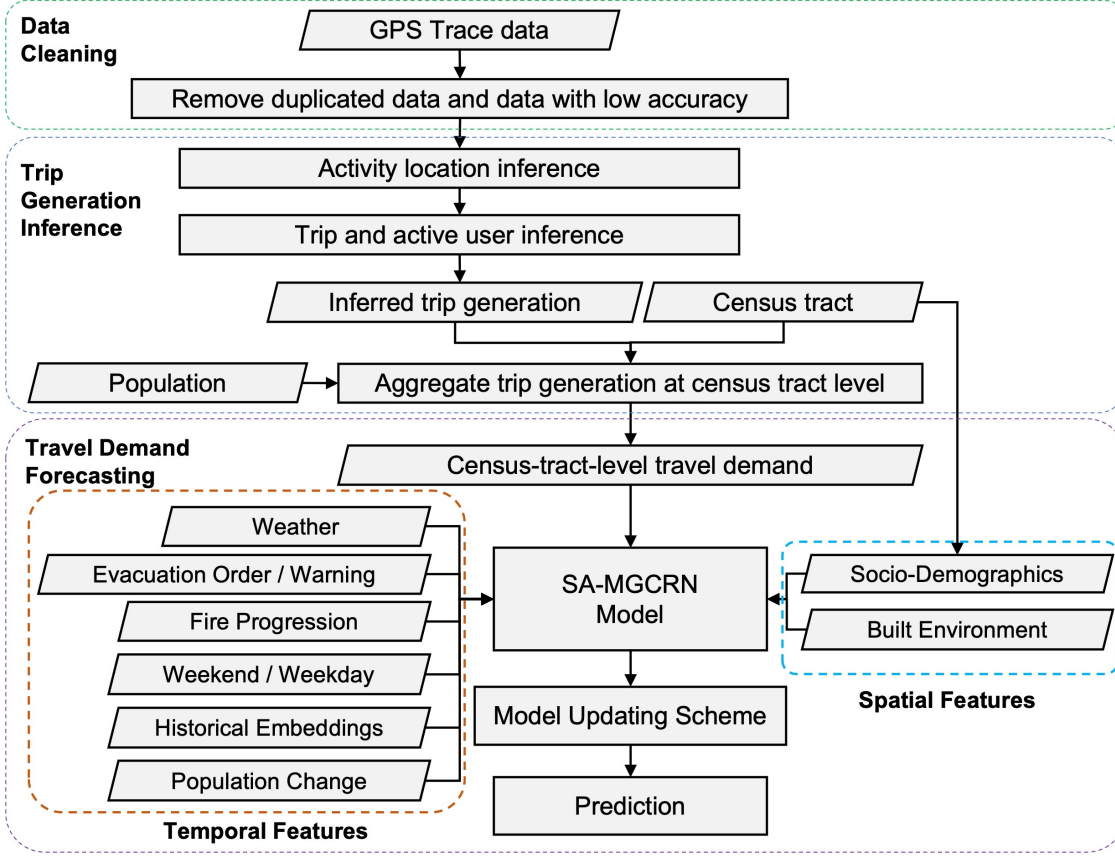 Data
Cleaning
GPS Trace data
Remove duplicated data and data with low accuracy
Trip
Generation
Inference
Activity location inference
Trip and active user inference
Inferred trip generation
Census tract
Population
Aggregate trip generation at census tract level
Travel Demand
Forecasting
Census-tract-level travel demand
Weather
Evacuation Order / Warning
Fire Progression
Weekend / Weekday
Historical Embeddings
Population Change
Temporal Features
SA-MGCRN
Model
Socio-Demographics
Built Environment
Spatial Features
Model Updating Scheme
Prediction